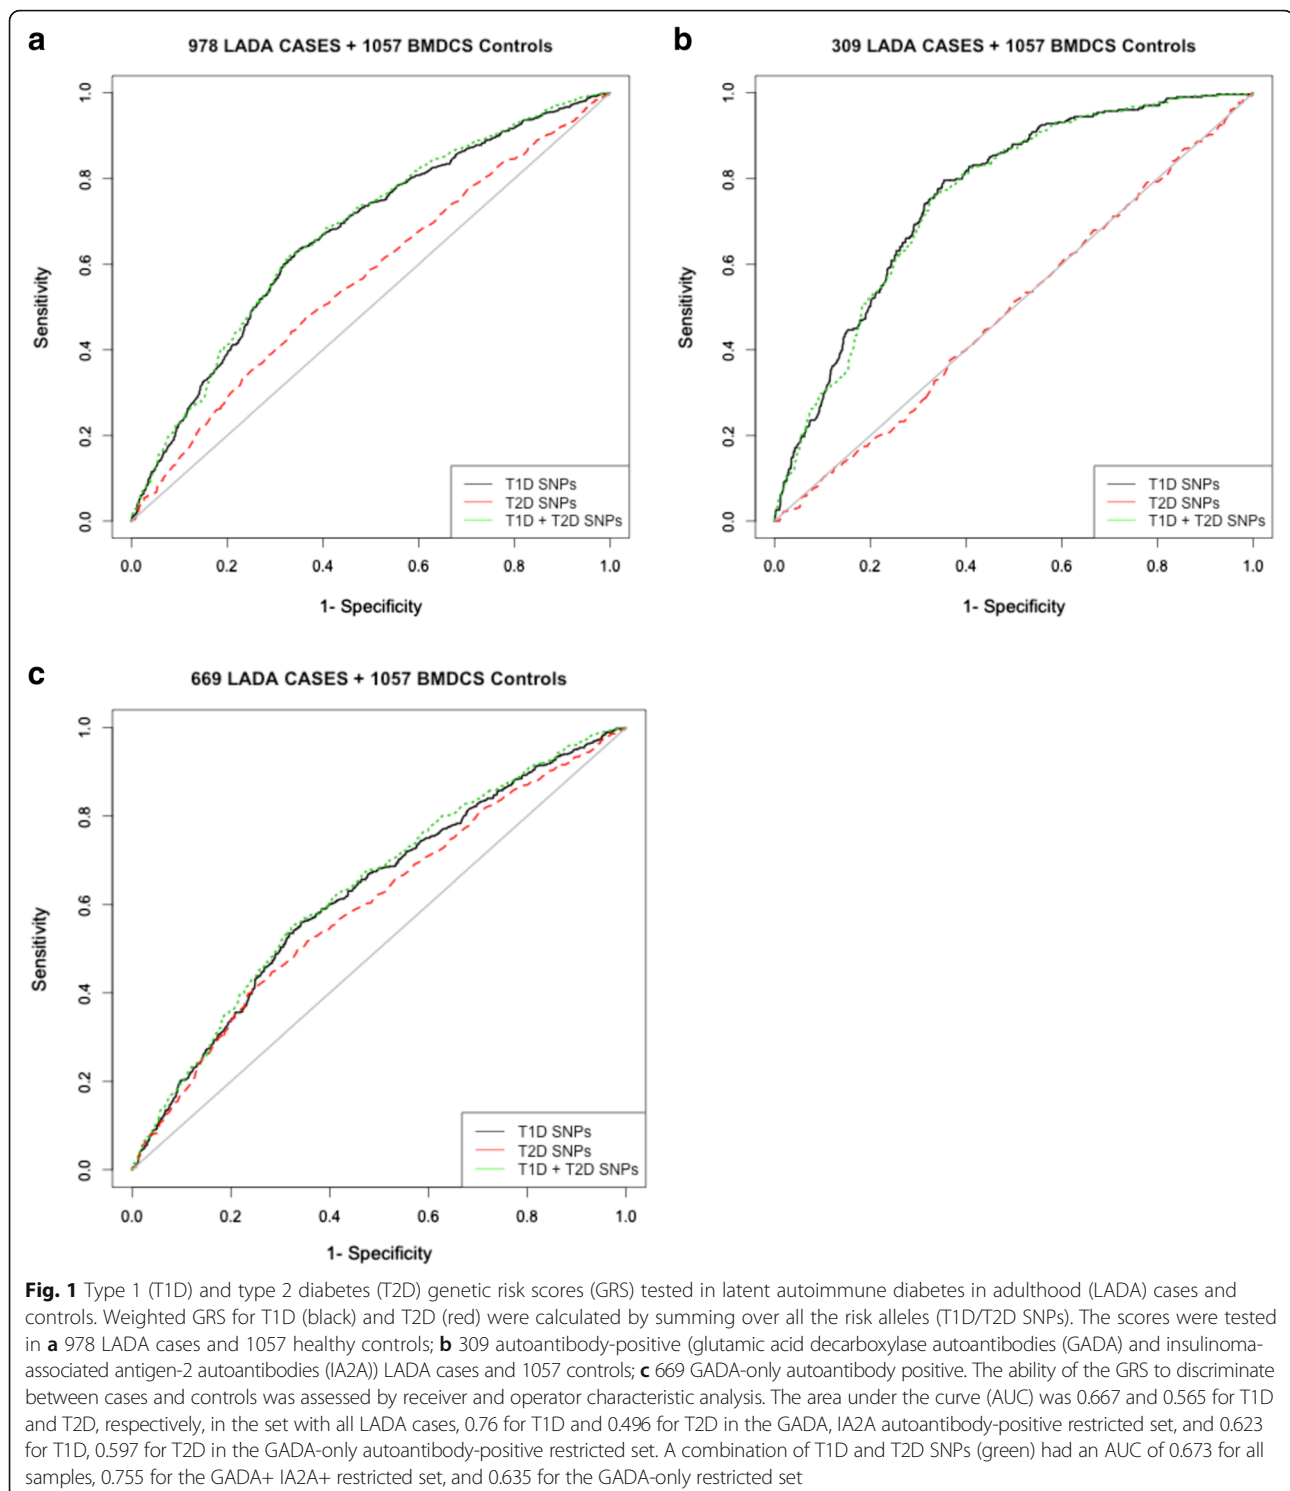 a
978 LADA CASES + 1057 BMDCS Controls
Sensitivity
1.0
0.8
0.6
0.4
0.2
0.0
0.0 0.2 0.4 0.6 0.8 1.0
1- Specificity
T1D SNPs
T2D SNPs
T1D + T2D SNPs
b
309 LADA CASES + 1057 BMDCS Controls
Sensitivity
1.0
0.8
0.6
0.4
0.2
0.0
0.0 0.2 0.4 0.6 0.8 1.0
1- Specificity
T1D SNPs
T2D SNPs
T1D + T2D SNPs
c
669 LADA CASES + 1057 BMDCS Controls
Sensitivity
1.0
0.8
0.6
0.4
0.2
0.0
0.0 0.2 0.4 0.6 0.8 1.0
1- Specificity
T1D SNPs
T2D SNPs
T1D + T2D SNPs
Fig. 1 Type 1 (T1D) and type 2 diabetes (T2D) genetic risk scores (GRS) tested in latent autoimmune diabetes in adulthood (LADA) cases and
controls. Weighted GRS for T1D (black) and T2D (red) were calculated by summing over all the risk alleles (T1D/T2D SNPs). The scores were tested
in a 978 LADA cases and 1057 healthy controls; b 309 autoantibody-positive (glutamic acid decarboxylase autoantibodies (GADA) and insulinoma-
associated antigen-2 autoantibodies (IA2A)) LADA cases and 1057 controls; c 669 GADA-only autoantibody positive. The ability of the GRS to discriminate
between cases and controls was assessed by receiver and operator characteristic analysis. The area under the curve (AUC) was 0.667 and 0.565 for T1D
and T2D, respectively, in the set with all LADA cases, 0.76 for T1D and 0.496 for T2D in the GADA, IA2A autoantibody-positive restricted set, and 0.623
for T1D, 0.597 for T2D in the GADA-only autoantibody-positive restricted set. A combination of T1D and T2D SNPs (green) had an AUC of 0.673 for all
samples, 0.755 for the GADA+ IA2A+ restricted set, and 0.635 for the GADA-only restricted set